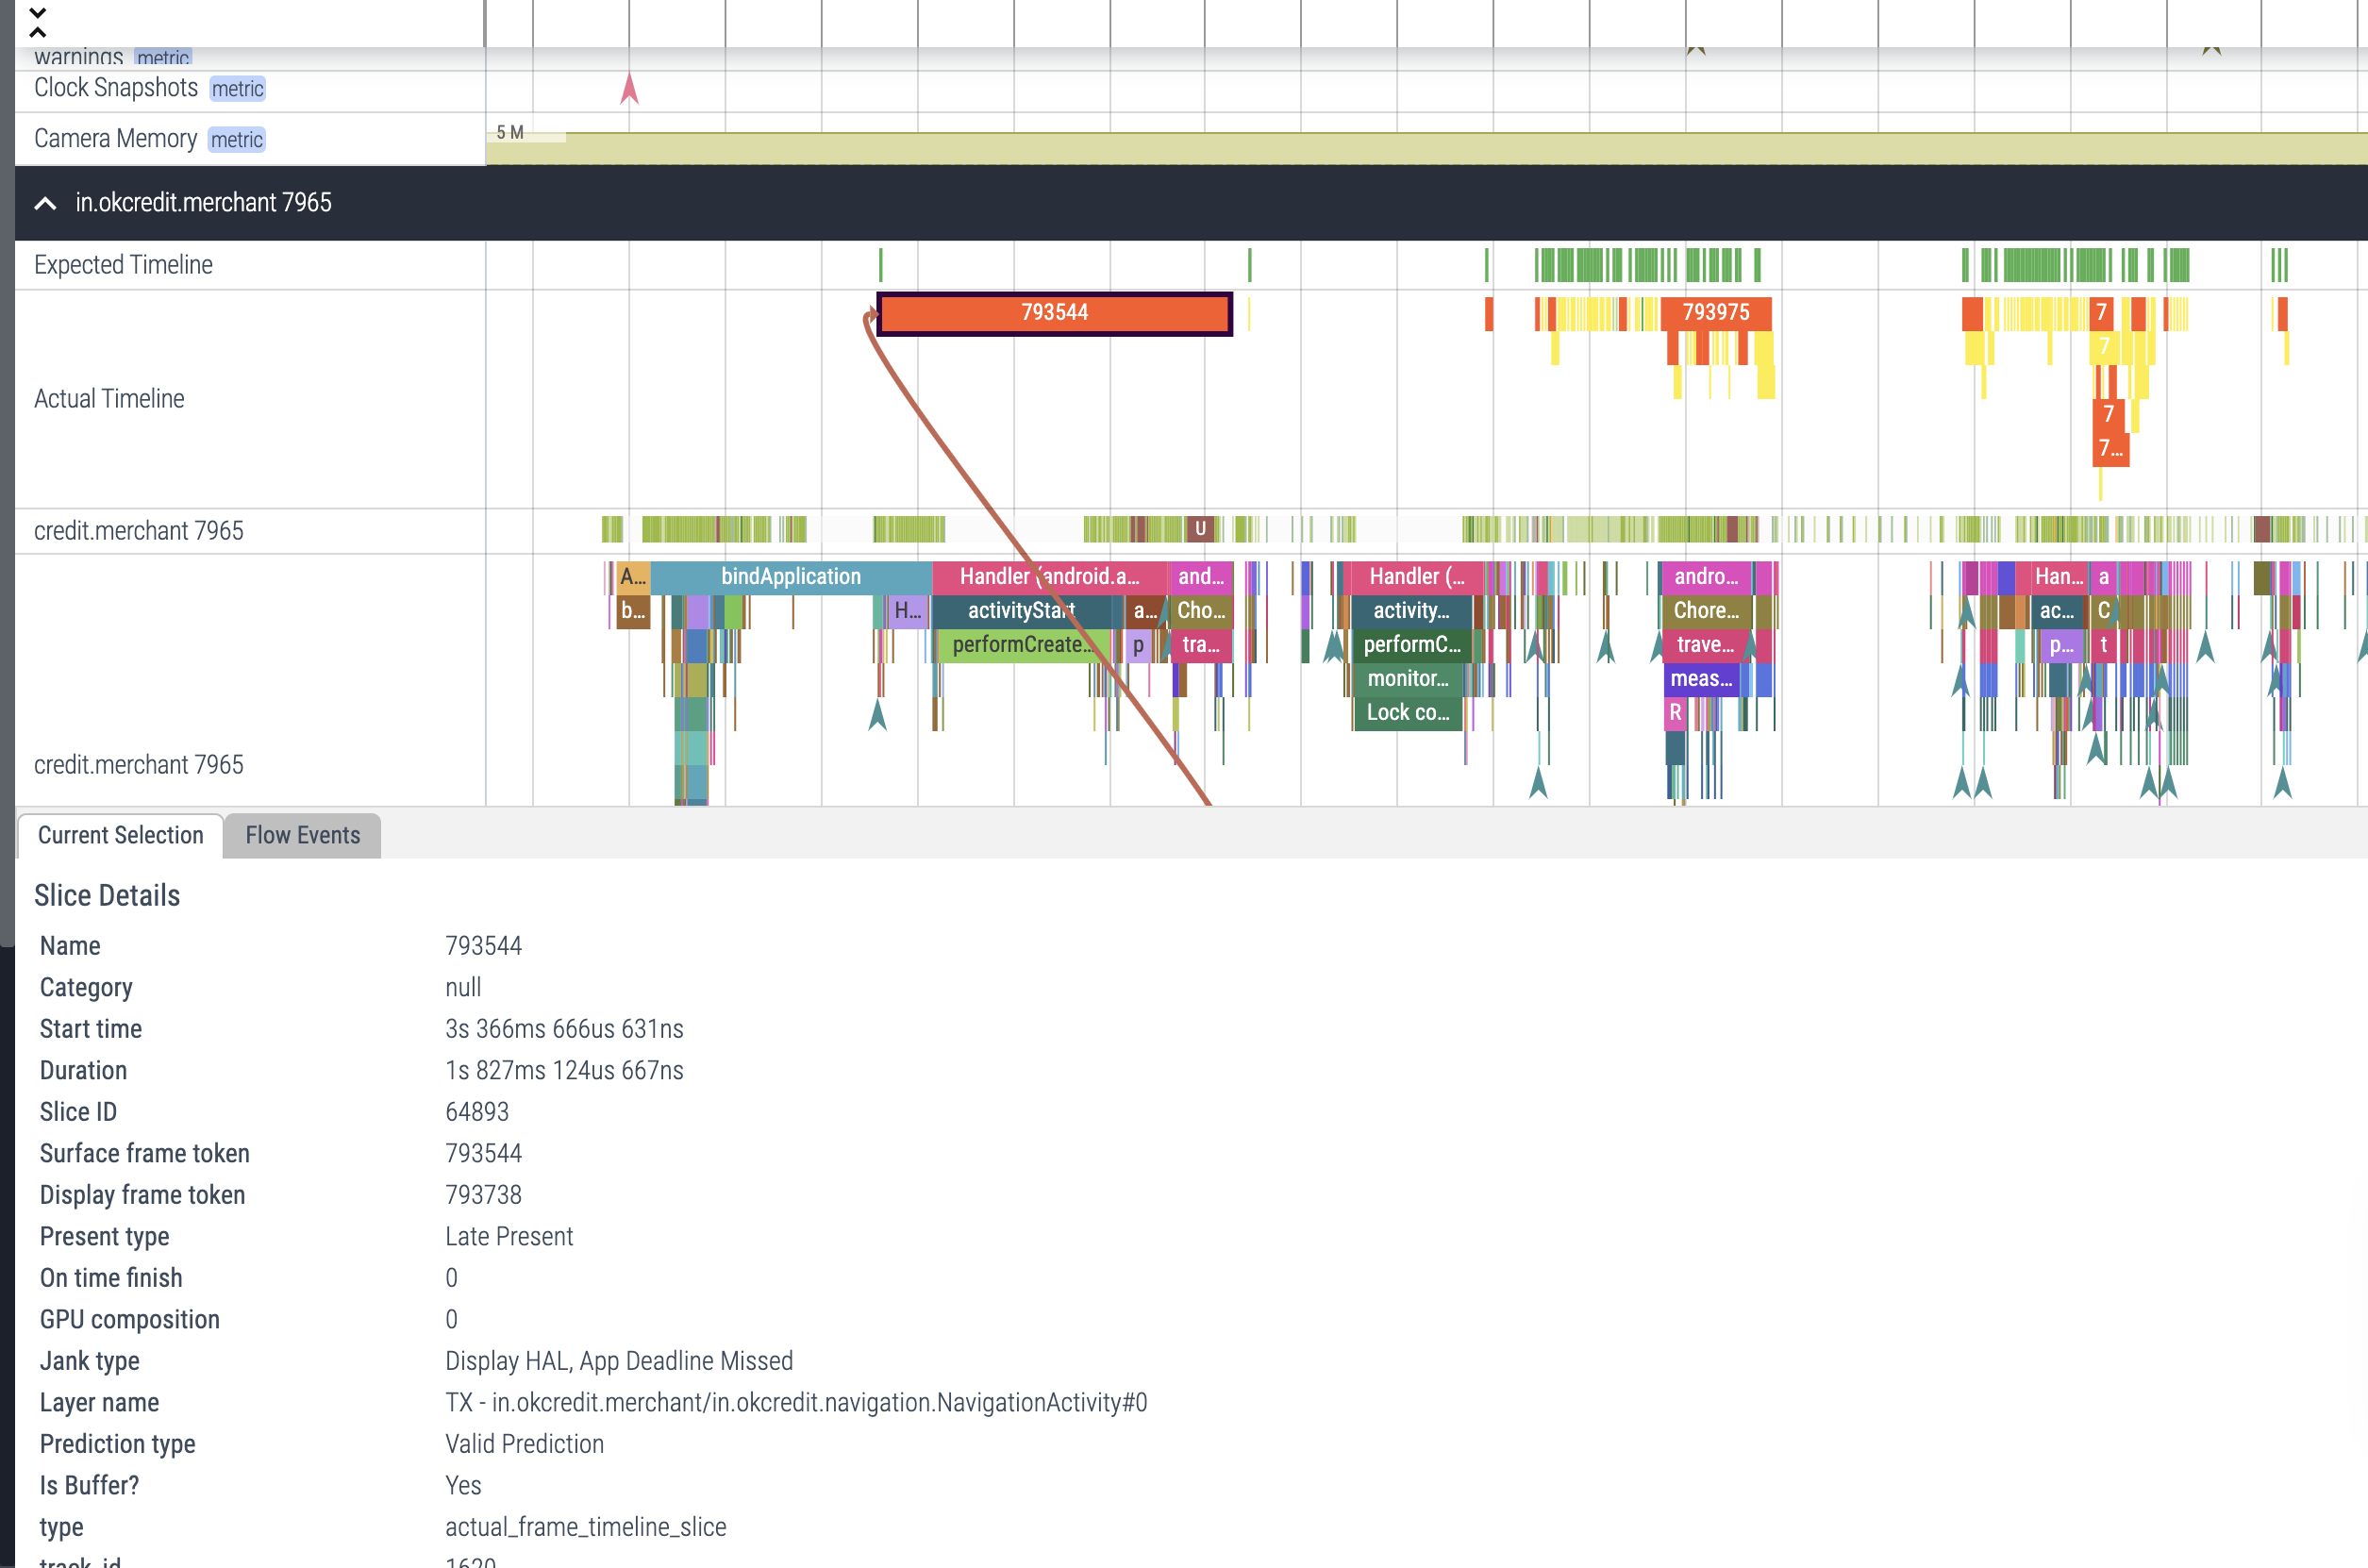 warnings metric
Clock Snapshots metric
Camera Memory metric
5 M
in.okcredit.merchant 7965
Expected Timeline
793544
793975
7
7
Actual Timeline
7
7...
credit.merchant 7965
U
A...
bindApplication
Handler (android.a...
and...
Handler (...
andro...
Han...
a
b...
H...
activityStart
a...
Cho...
activity...
Chore...
ac...
C
performCreate...
p
tra...
performC...
trave...
p...
t
monitor...
meas...
Lock co...
R
credit.merchant 7965
Current Selection
Flow Events
Slice Details
Name 793544
Category null
Start time 3s 366ms 666us 631ns
Duration 1s 827ms 124us 667ns
Slice ID 64893
Surface frame token 793544
Display frame token 793738
Present type Late Present
On time finish 0
GPU composition 0
Jank type Display HAL, App Deadline Missed
Layer name TX - in.okcredit.merchant/in.okcredit.navigation.NavigationActivity#0
Prediction type Valid Prediction
Is Buffer? Yes
type actual_frame_timeline_slice
track_id 1620